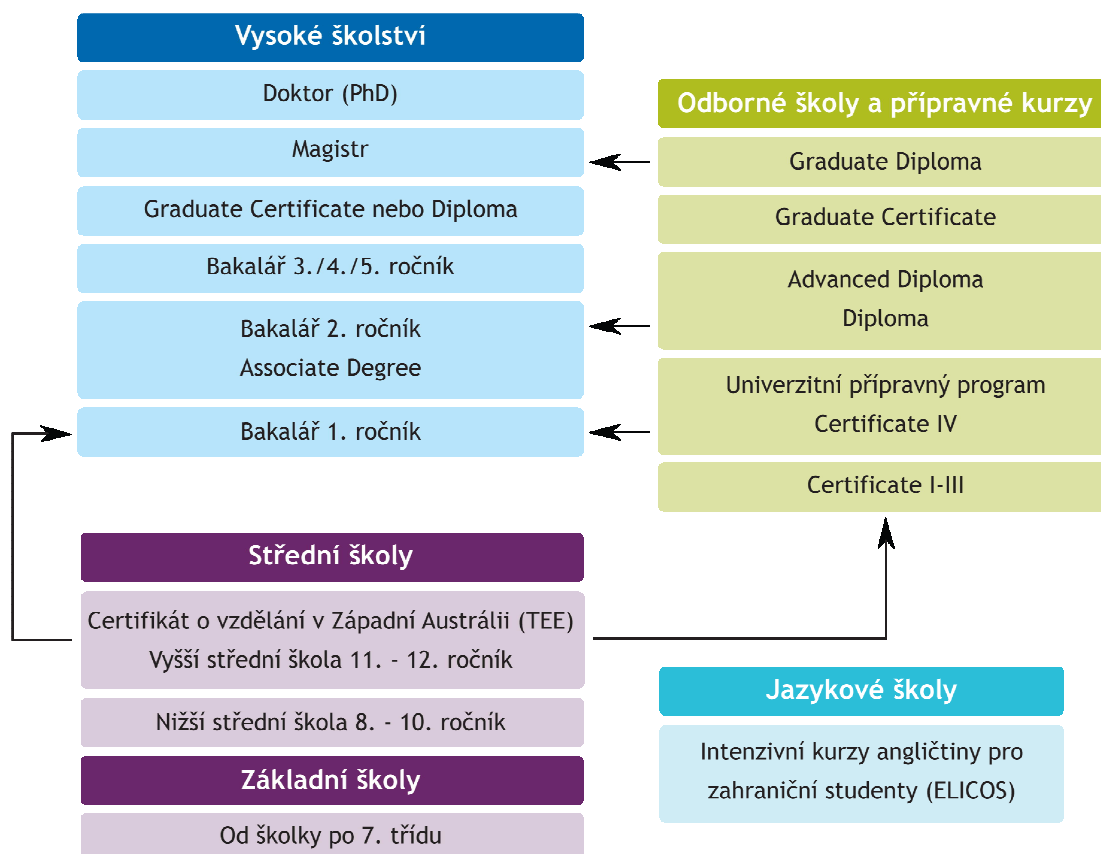 Vysoké školství
Doktor (PhD)
Magistr
Graduate Certificate nebo Diploma
Bakalář 3./4./5. ročník
Bakalář 2. ročník
Associate Degree
Bakalář 1. ročník
Odborné školy a přípravné kurzy
Graduate Diploma
Graduate Certificate
Advanced Diploma
Diploma
Univerzitní přípravný program
Certificate IV
Certificate I-III
Střední školy
Certifikát o vzdělání v Západní Austrálii (TEE)
Vyšší střední škola 11. - 12. ročník
Nižší střední škola 8. - 10. ročník
Základní školy
Od školky po 7. třídu
Jazykové školy
Intenzivní kurzy angličtiny pro
zahraniční studenty (ELICOS)